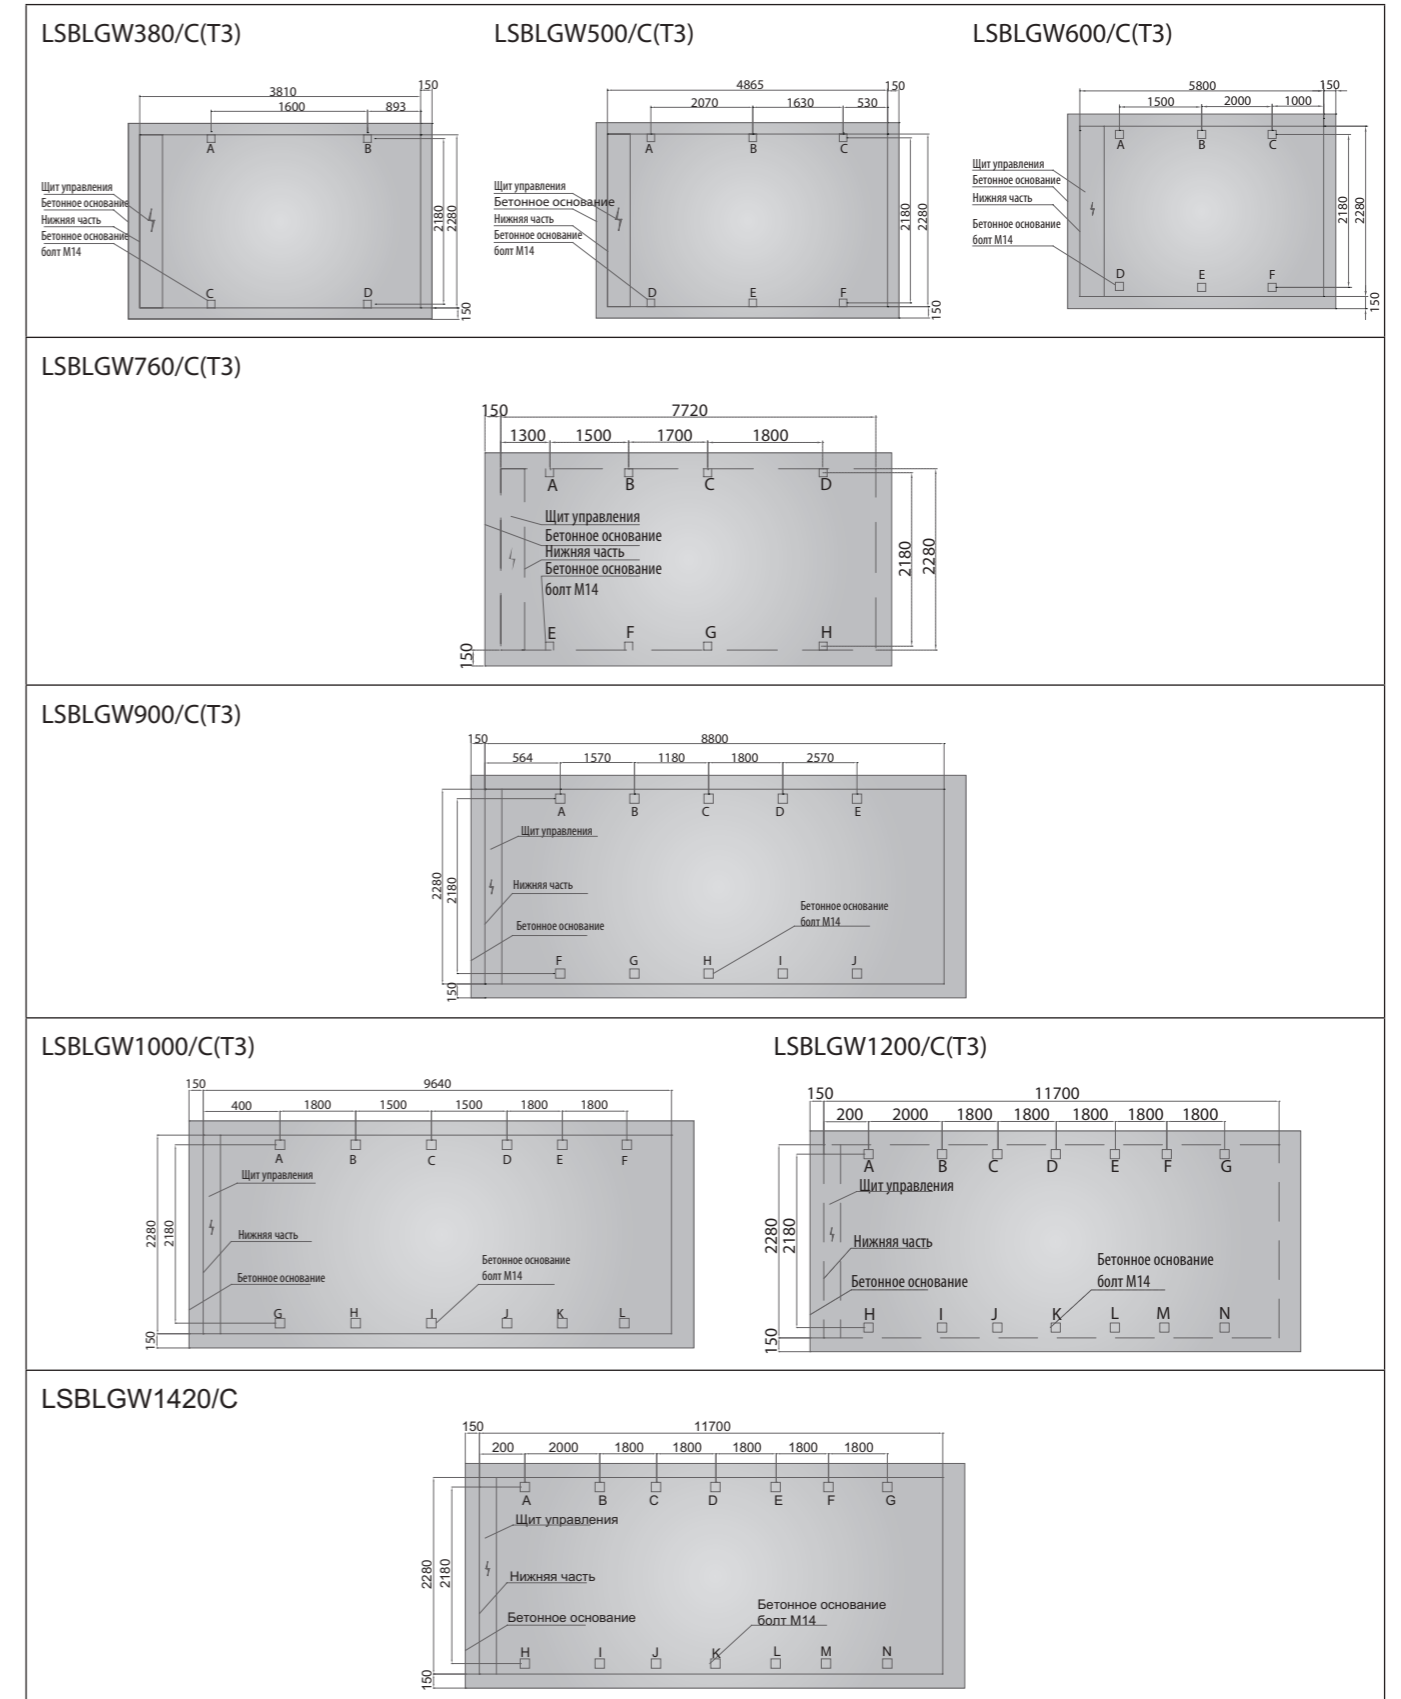 LSBLGW380/C(T3)
3810
150
1600
893
A
B
Щит управления
Бетонное основание
Нижняя часть
Бетонное основание
болт M14
2180
2280
C
D
150
LSBLGW500/C(T3)
4865
150
2070
1630
530
A
B
C
Щит управления
Бетонное основание
Нижняя часть
Бетонное основание
болт M14
2180
2280
D
E
F
150
LSBLGW600/C(T3)
5800
150
1500
2000
1000
A
B
C
Щит управления
Бетонное основание
Нижняя часть
Бетонное основание
болт M14
2180
2280
D
E
F
150
LSBLGW760/C(T3)
150
7720
1300
1500
1700
1800
A
B
C
D
Щит управления
Бетонное основание
Нижняя часть
Бетонное основание
болт M14
2180
2280
E
F
G
H
150
LSBLGW900/C(T3)
150
8800
564
1570
1180
1800
2570
A
B
C
D
E
Щит управления
2280
2180
Нижняя часть
Бетонное основание
болт M14
Бетонное основание
F
G
H
I
J
150
LSBLGW1000/C(T3)
150
9640
400
1800
1500
1500
1800
1800
A
B
C
D
E
F
Щит управления
2280
2180
Нижняя часть
Бетонное основание
болт M14
Бетонное основание
G
H
I
J
K
L
150
LSBLGW1200/C(T3)
150
11700
200
2000
1800
1800
1800
1800
1800
A
B
C
D
E
F
G
Щит управления
2280
2180
Нижняя часть
Бетонное основание
болт M14
Бетонное основание
H
I
J
K
L
M
N
150
LSBLGW1420/C
150
11700
200
2000
1800
1800
1800
1800
1800
A
B
C
D
E
F
G
Щит управления
2280
2180
Нижняя часть
Бетонное основание
болт M14
Бетонное основание
H
I
J
K
L
M
N
150